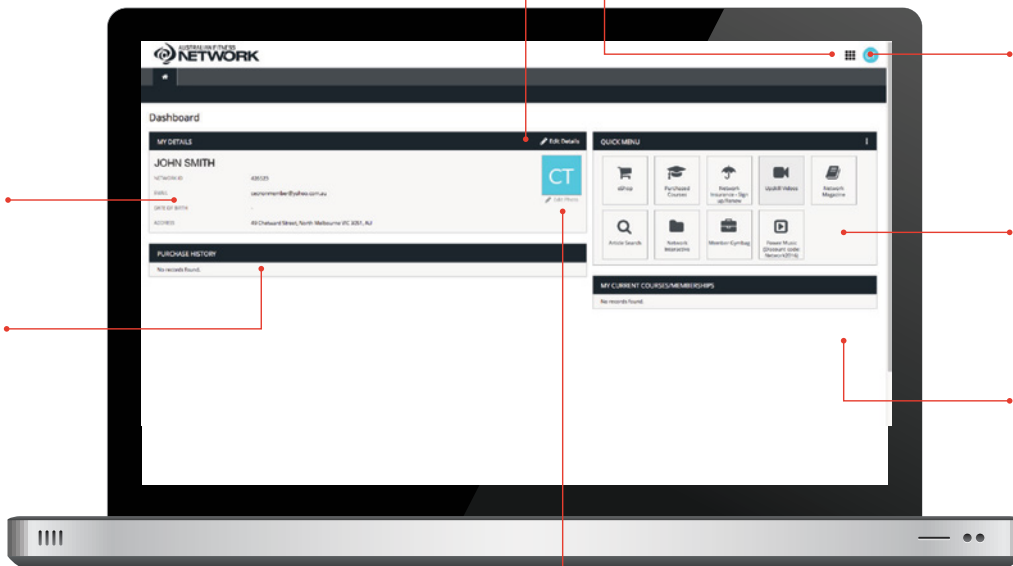 AUSTRALIAN FITNESS
NETWORK
Dashboard
MY DETAILS
Edit Details
JOHN SMITH
CT
NETWORK ID
EMAIL
Edit Photo
DATE OF BIRTH
-
ADDRESS
PURCHASE HISTORY
No records found.
QUICK MENU
eShop
Purchased
Courses
Network
Insurance - Sign
up/Renew
UpskillF Videos
Network
Magazine
Article Search
Network
Interactive
Member Gymbag
Power Music
(Discount code:
Network2016)
MY CURRENT COURSES/MEMBERSHIPS
No records found.